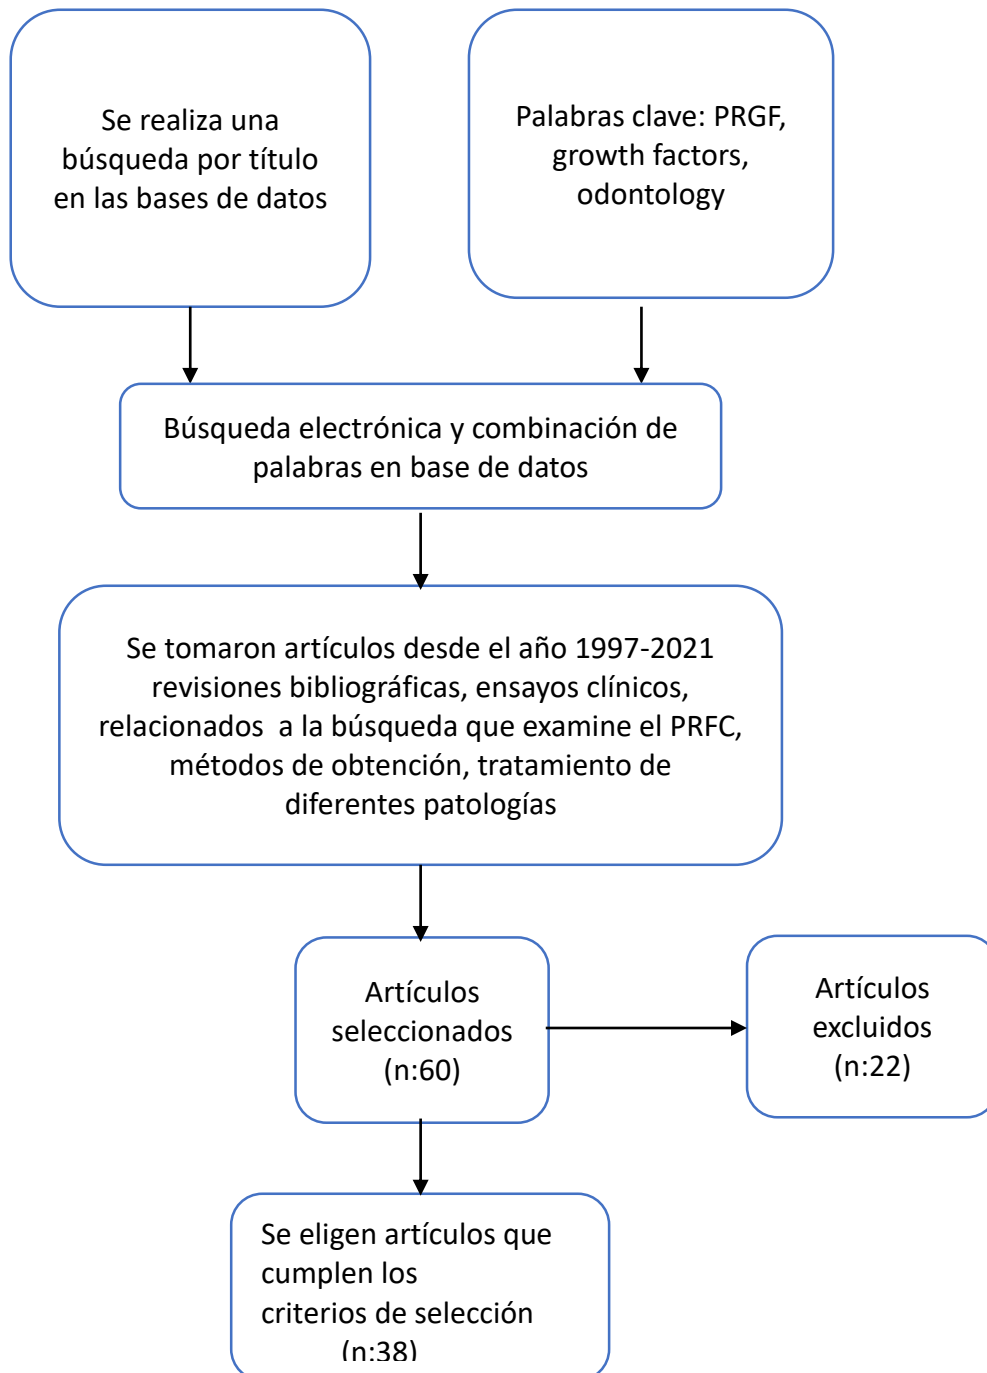 Se realiza una
búsqueda por título
en las bases de datos
Palabras clave: PRGF,
growth factors,
odontology
Búsqueda electrónica y combinación de
palabras en base de datos
Se tomaron artículos desde el año 1997-2021
revisiones bibliográficas, ensayos clínicos,
relacionados a la búsqueda que examine el PRFC,
métodos de obtención, tratamiento de
diferentes patologías
Artículos
seleccionados
(n:60)
Artículos
excluidos
(n:22)
Se eligen artículos que
cumplen los
criterios de selección
(n:38)